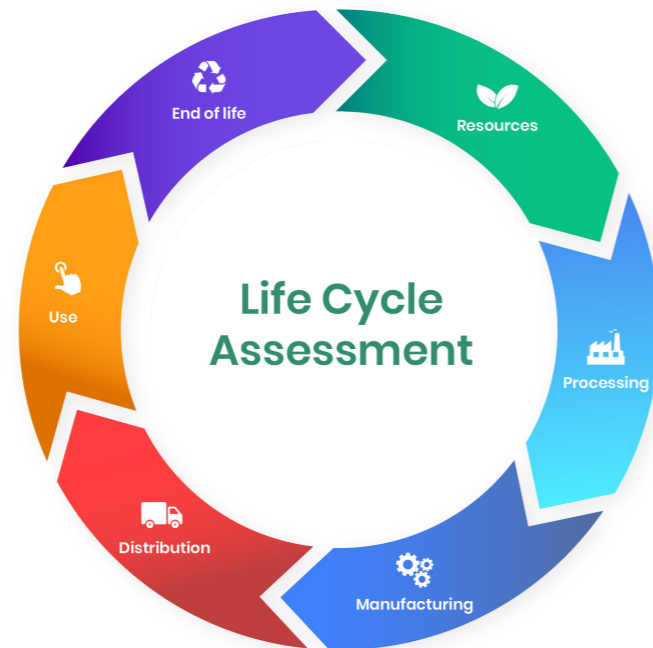 Life Cycle
Assessment
Resources
Processing
Manufacturing
Distribution
Use
End of life